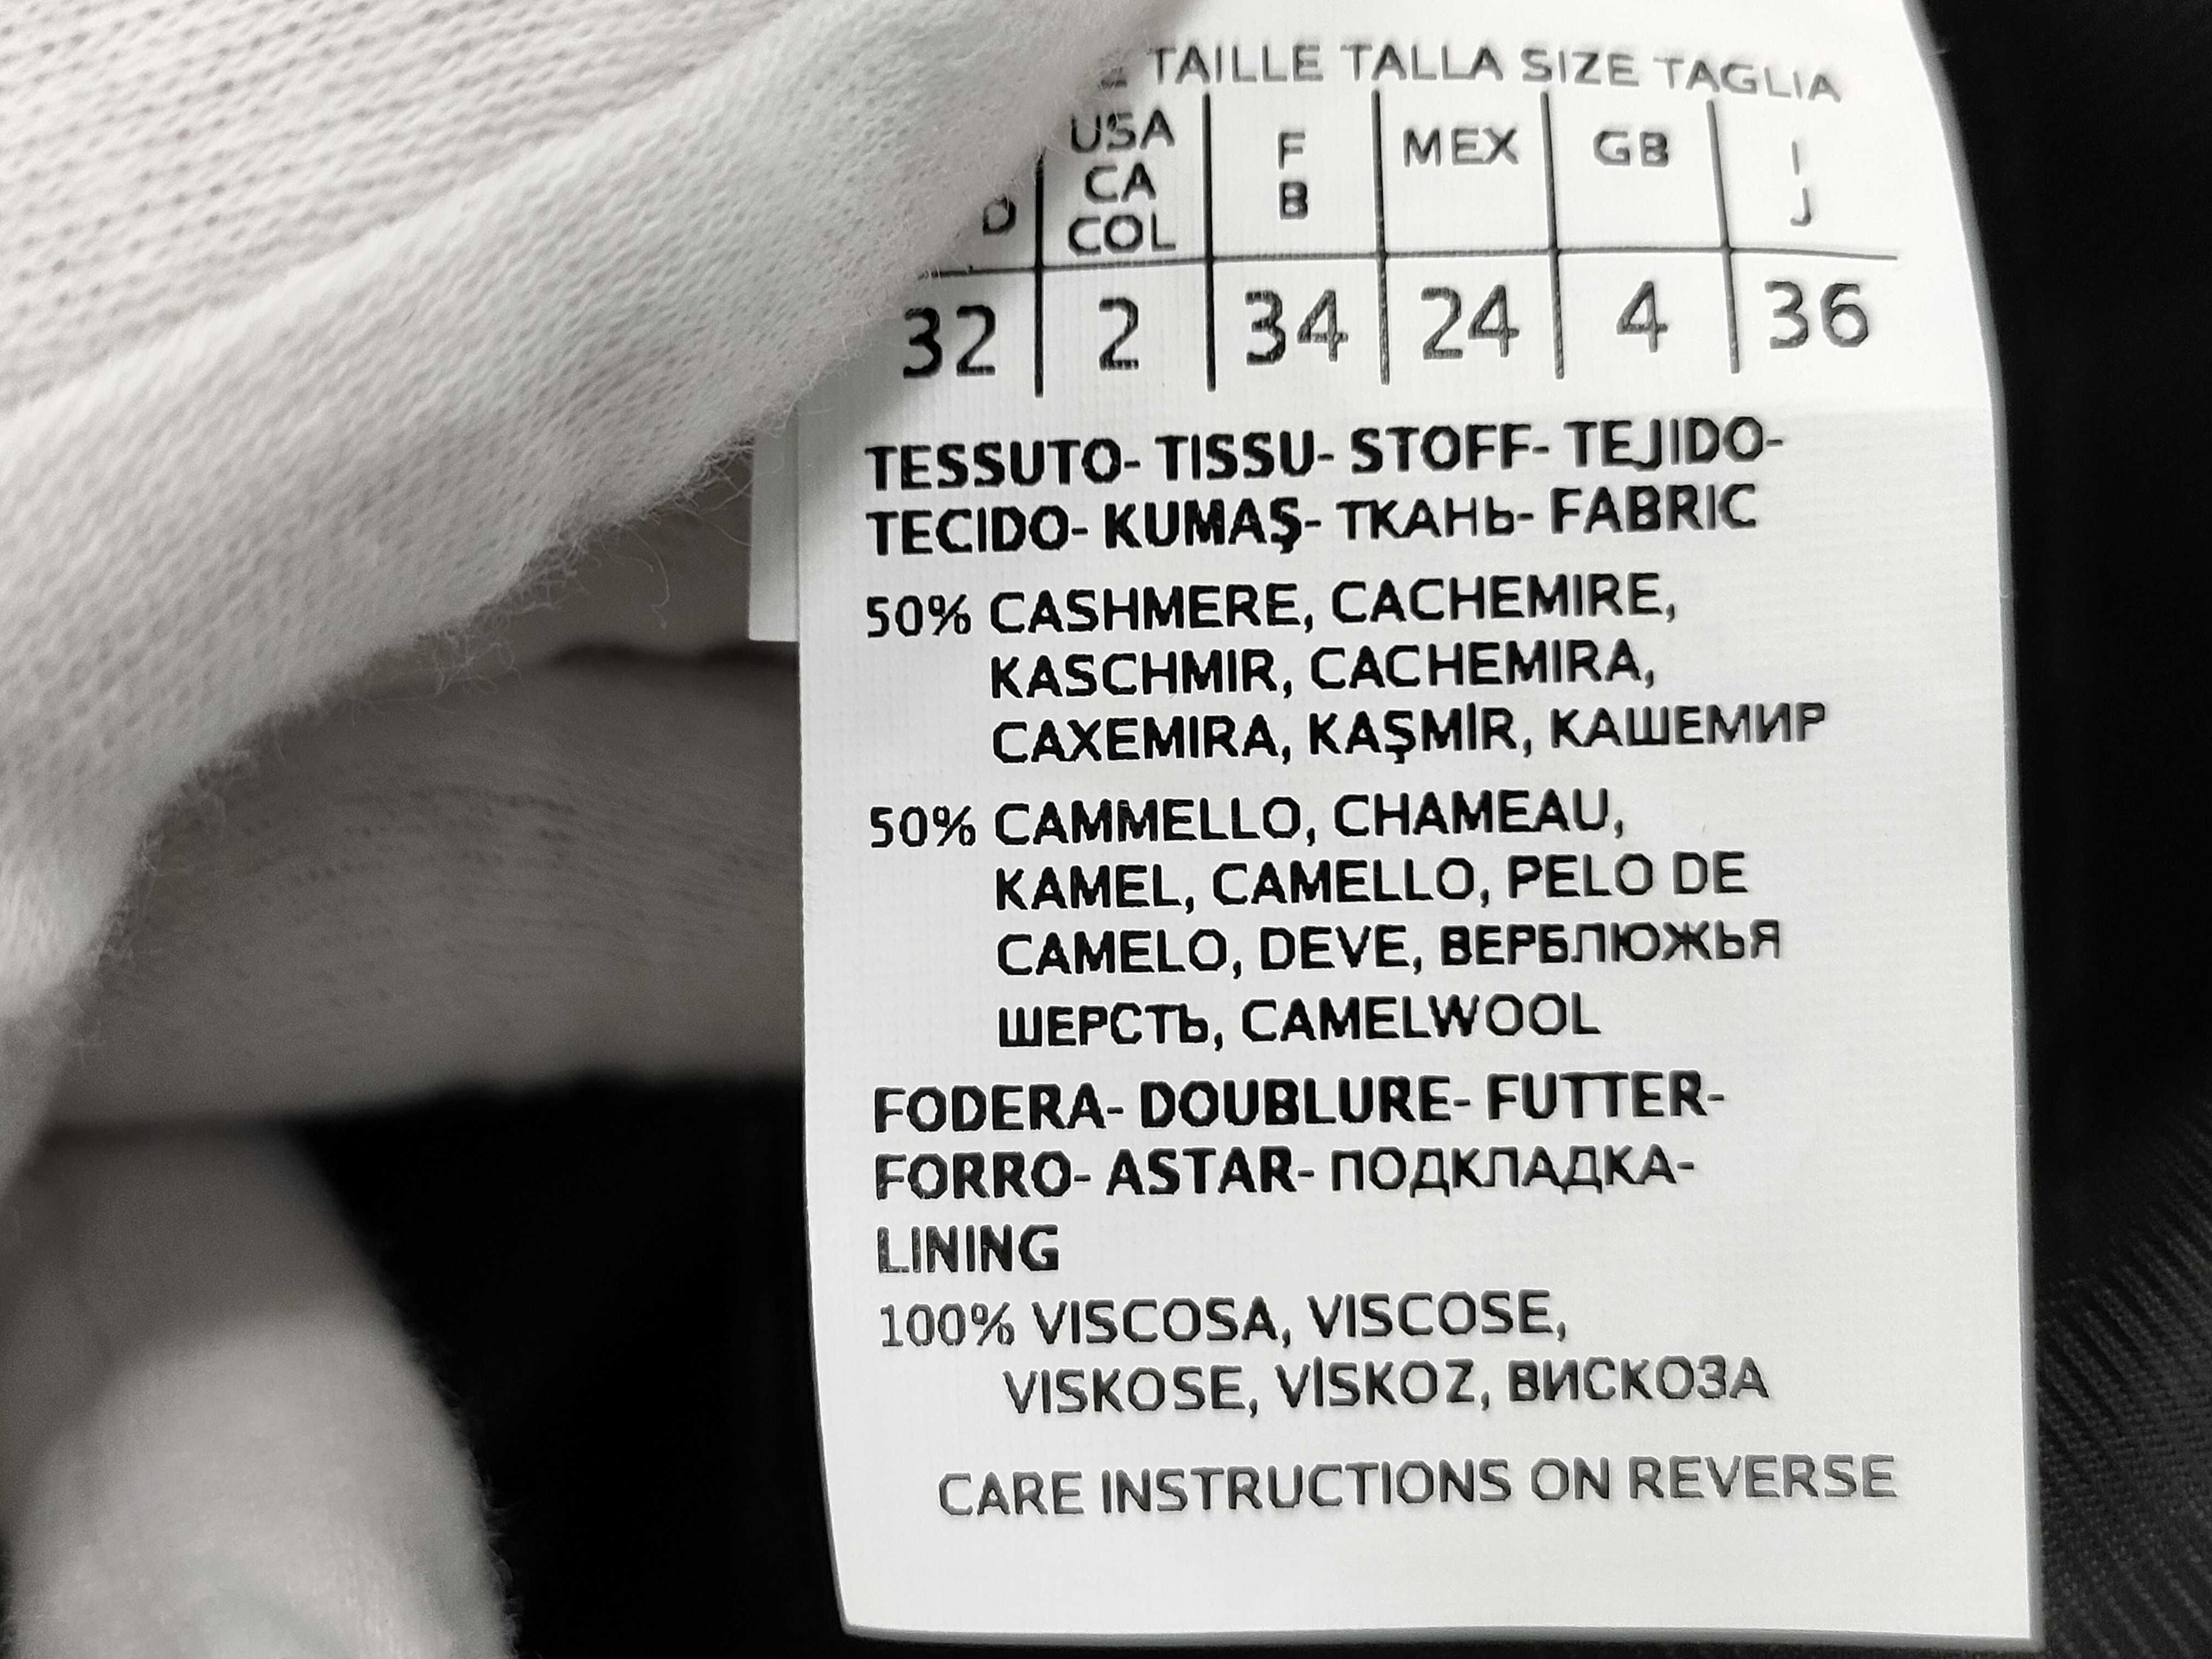 TAILLE TALLA SIZE TAGLIA
USA CA COL F B MEX GB I J
D
32 2 34 24 4 36
TESSUTO- TISSU- STOFF- TEJIDO-
TECIDO- KUMAŞ- ТКАНЬ- FABRIC
50% CASHMERE, CACHEMIRE,
KASCHMIR, CACHEMIRA,
CAXEMIRA, KAŞMİR, КАШЕМИР
50% CAMMELLO, CHAMEAU,
KAMEL, CAMELLO, PELO DE
CAMELO, DEVE, ВЕРБЛЮЖЬЯ
ШЕРСТЬ, CAMELWOOL
FODERA- DOUBLURE- FUTTER-
FORRO- ASTAR- ПОДКЛАДКА-
LINING
100% VISCOSA, VISCOSE,
VISKOSE, VİSKOZ, ВИСКОЗА
CARE INSTRUCTIONS ON REVERSE